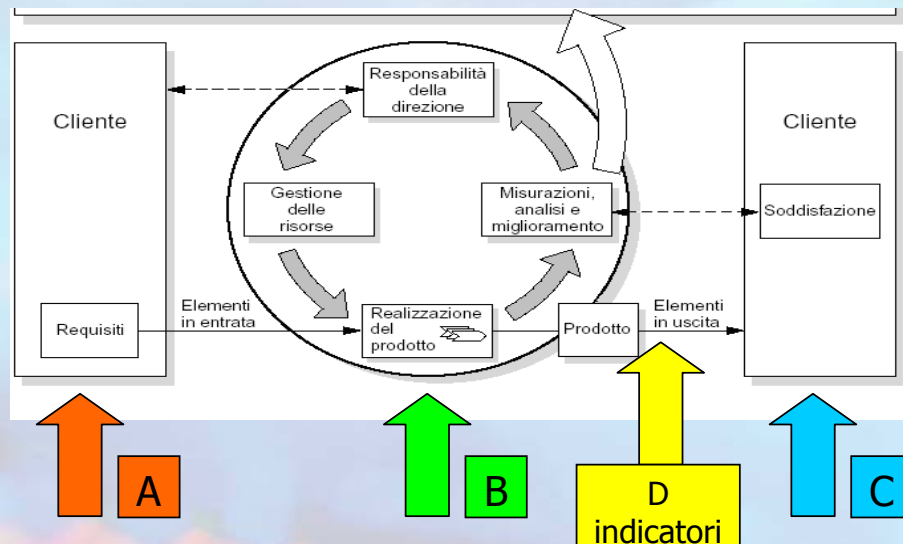 Responsabilità
della
direzione
Cliente
Cliente
Gestione
delle
risorse
Misurazioni,
analisi e
miglioramento
Soddisfazione
Requisiti
Elementi
in entrata
Realizzazione
del
prodotto
Prodotto
Elementi
in uscita
A
B
D
indicatori
C